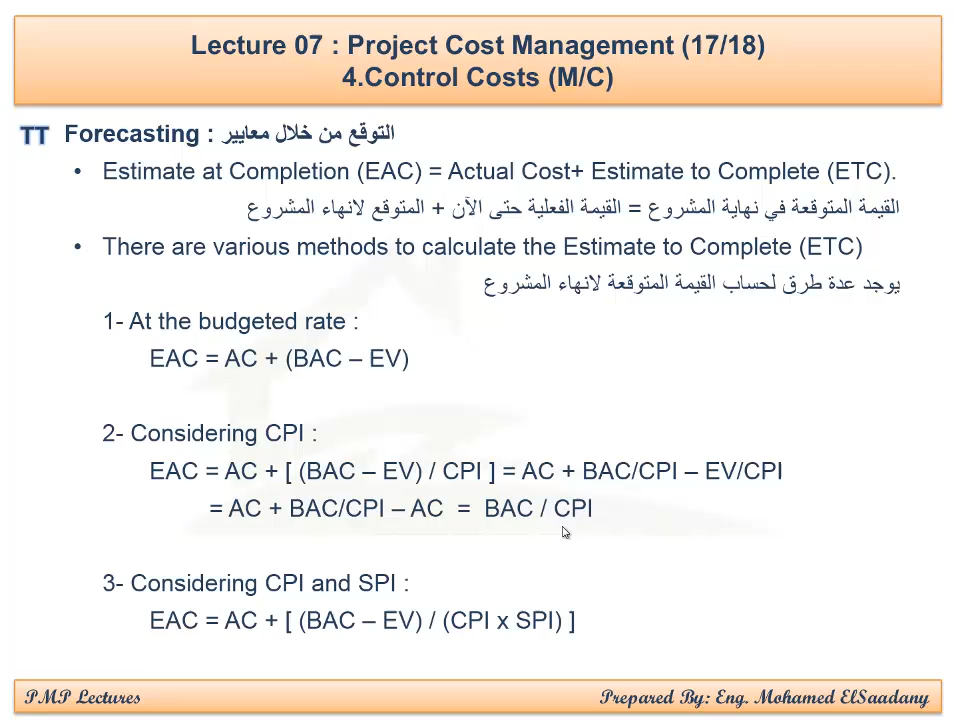 Lecture 07 : Project Cost Management (17/18)
4.Control Costs (M/C)
TT Forecasting : التوقع من خلال معايير
• Estimate at Completion (EAC) = Actual Cost+ Estimate to Complete (ETC).
القيمة المتوقعة في نهاية المشروع = القيمة الفعلية حتى الآن + المتوقع لانهاء المشروع
• There are various methods to calculate the Estimate to Complete (ETC)
يوجد عدة طرق لحساب القيمة المتوقعة لانهاء المشروع
1- At the budgeted rate :
EAC = AC + (BAC – EV)
2- Considering CPI :
EAC = AC + [ (BAC – EV) / CPI ] = AC + BAC/CPI – EV/CPI
= AC + BAC/CPI – AC = BAC / CPI
3- Considering CPI and SPI :
EAC = AC + [ (BAC – EV) / (CPI x SPI) ]
PMP Lectures Prepared By: Eng. Mohamed ElSaadany